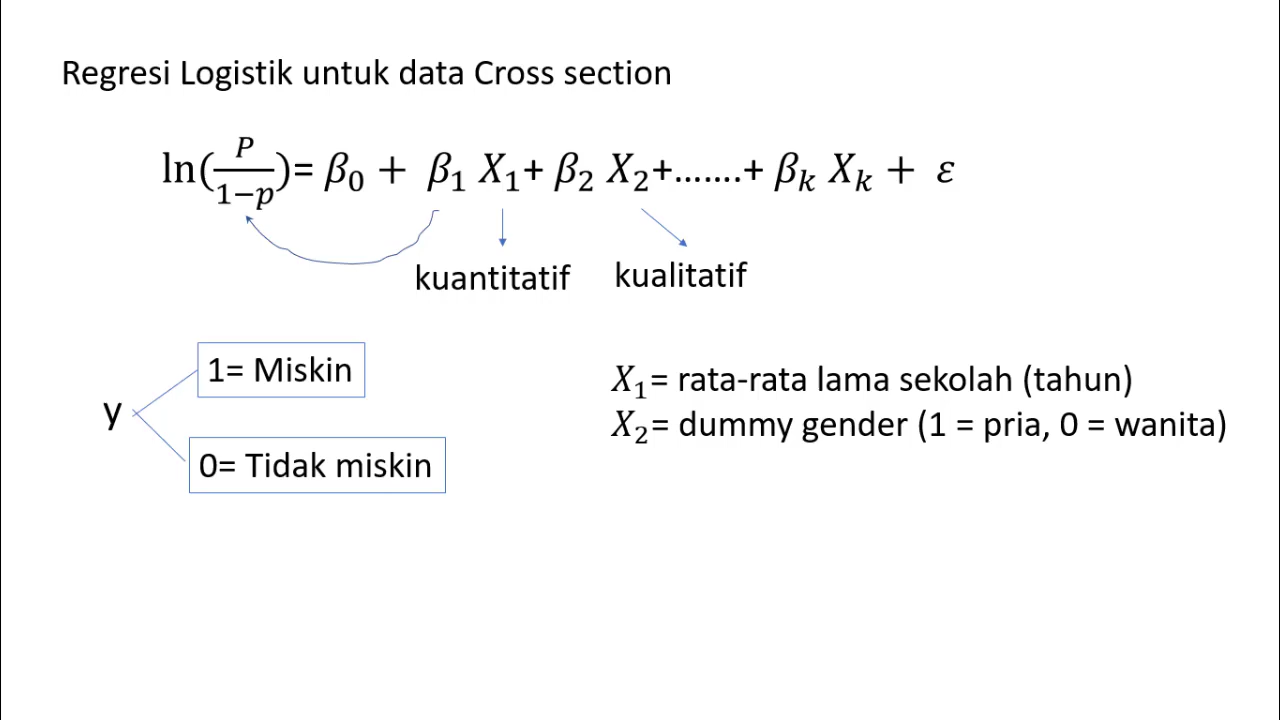 Regresi Logistik untuk data Cross section
ln(P/1−p)= β₀ + β₁ X₁+ β₂ X₂+.......+ βₖ Xₖ + ε
kuantitatif kualitatif
1= Miskin
y
0= Tidak miskin
X₁= rata-rata lama sekolah (tahun)
X₂= dummy gender (1 = pria, 0 = wanita)